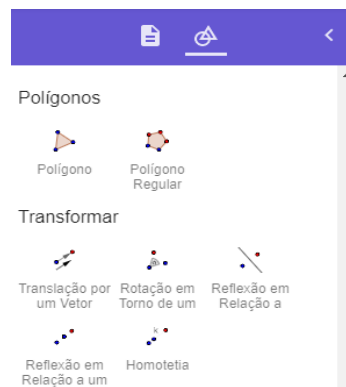 Polígonos
Polígono
Polígono
Regular
Transformar
Translação por
um Vetor
Rotação em
Torno de um
Reflexão em
Relação a
Reflexão em
Relação a um
Homotetia